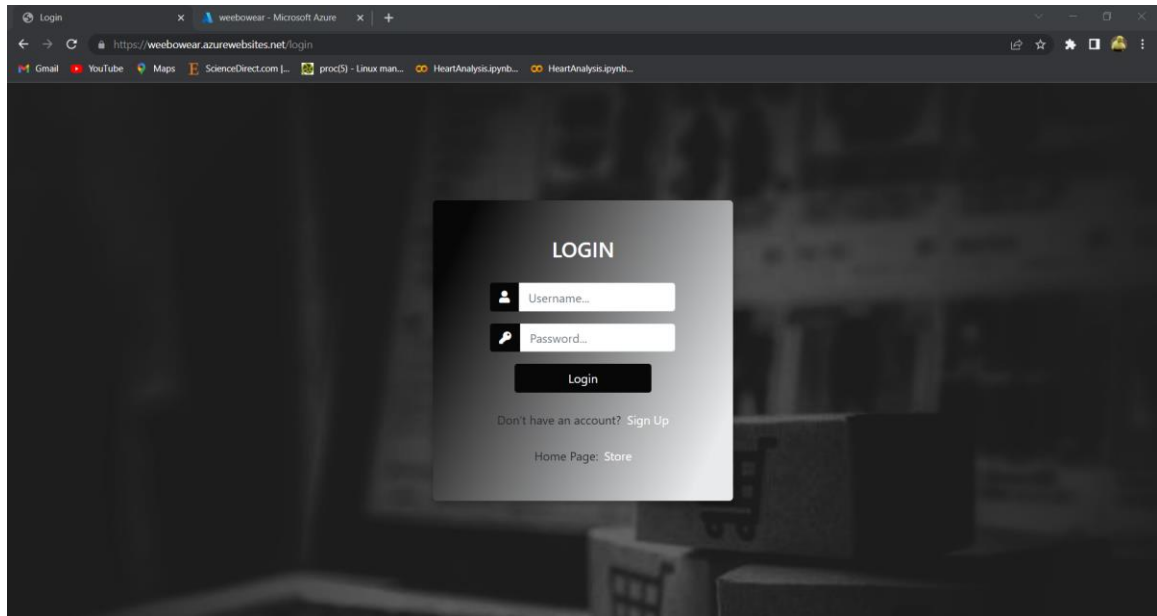 Login
weebowear - Microsoft Azure
https://weebowear.azurewebsites.net/login
Gmail YouTube Maps ScienceDirect.com |... proc(5) - Linux man... HeartAnalysis.ipynb... HeartAnalysis.ipynb...
LOGIN
Username...
Password...
Login
Don't have an account? Sign Up
Home Page: Store